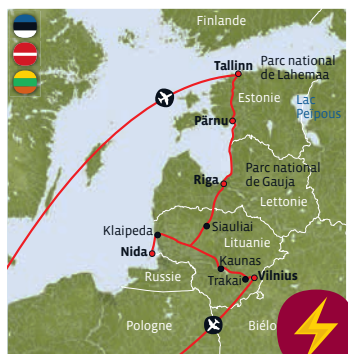 Finlande
Tallinn
Parc national
de Lahemaa
Estonie
Lac
Peipous
Pärnu
Parc national
de Gauja
Riga
Lettonie
Siauliai
Klaipeda
Lituanie
Nida
Kaunas
Russie
Trakai
Vilnius
Pologne
Biélo